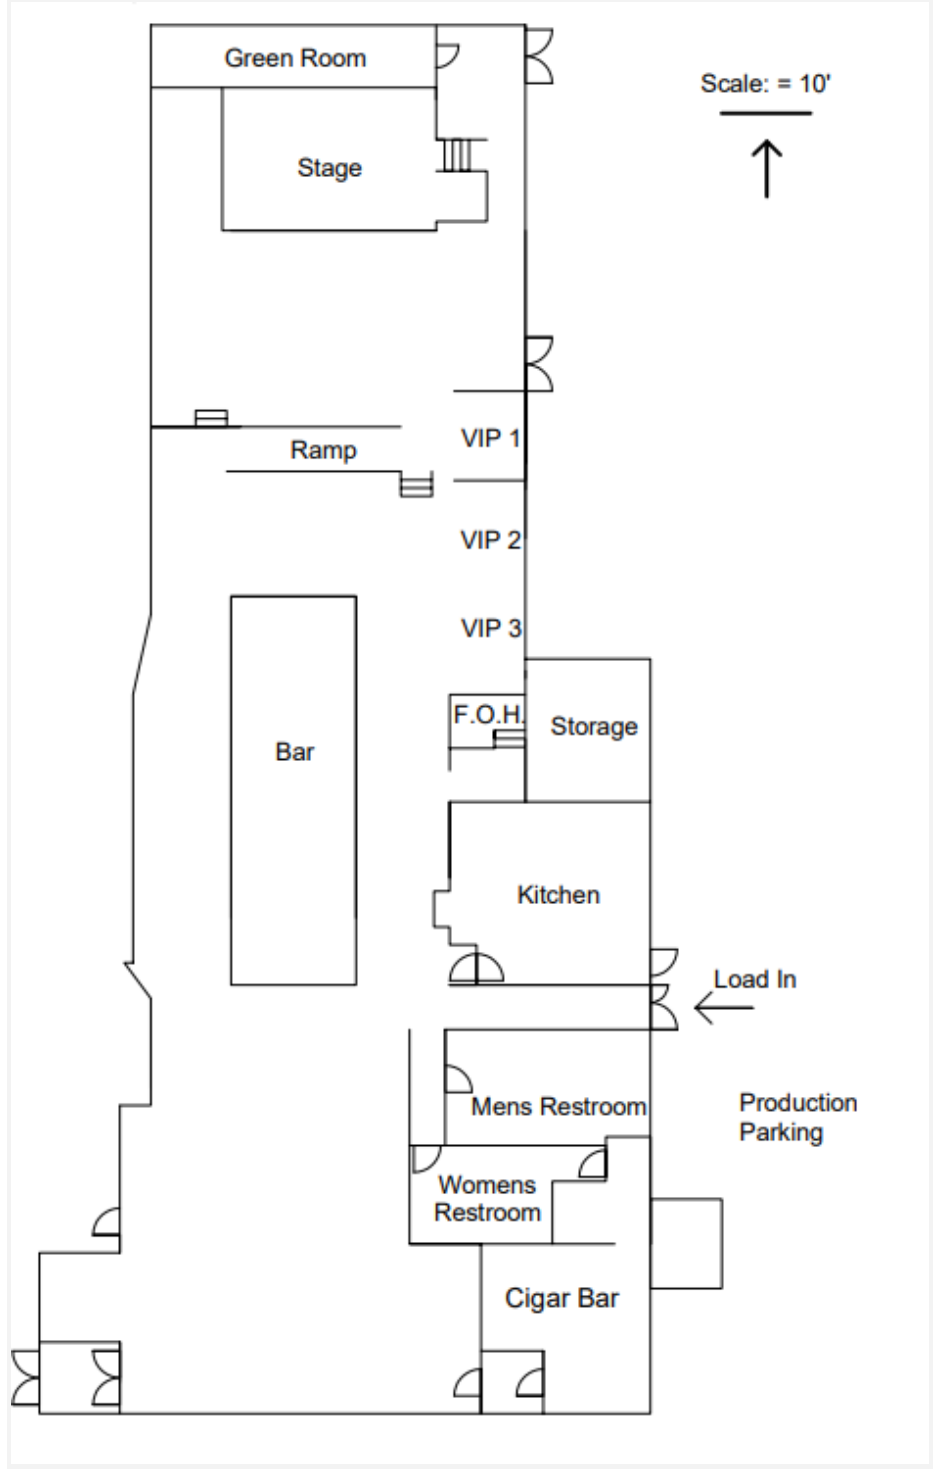 Green Room
Scale: = 10'
Stage
VIP 1
Ramp
VIP 2
VIP 3
F.O.H.
Storage
Bar
Kitchen
Load In
Mens Restroom
Production
Parking
Womens
Restroom
Cigar Bar